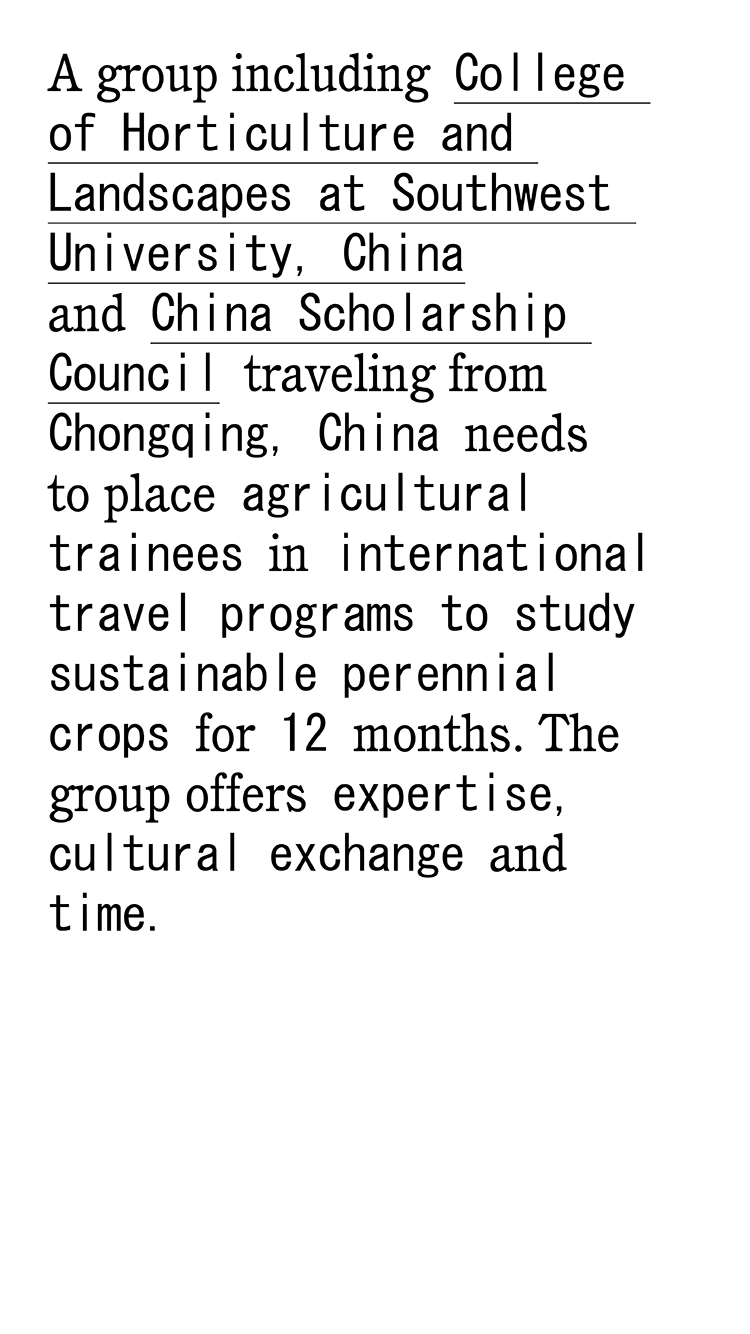 A group including College
of Horticulture and
Landscapes at Southwest
University, China
and China Scholarship
Council traveling from
Chongqing, China needs
to place agricultural
trainees in international
travel programs to study
sustainable perennial
crops for 12 months. The
group offers expertise,
cultural exchange and
time.